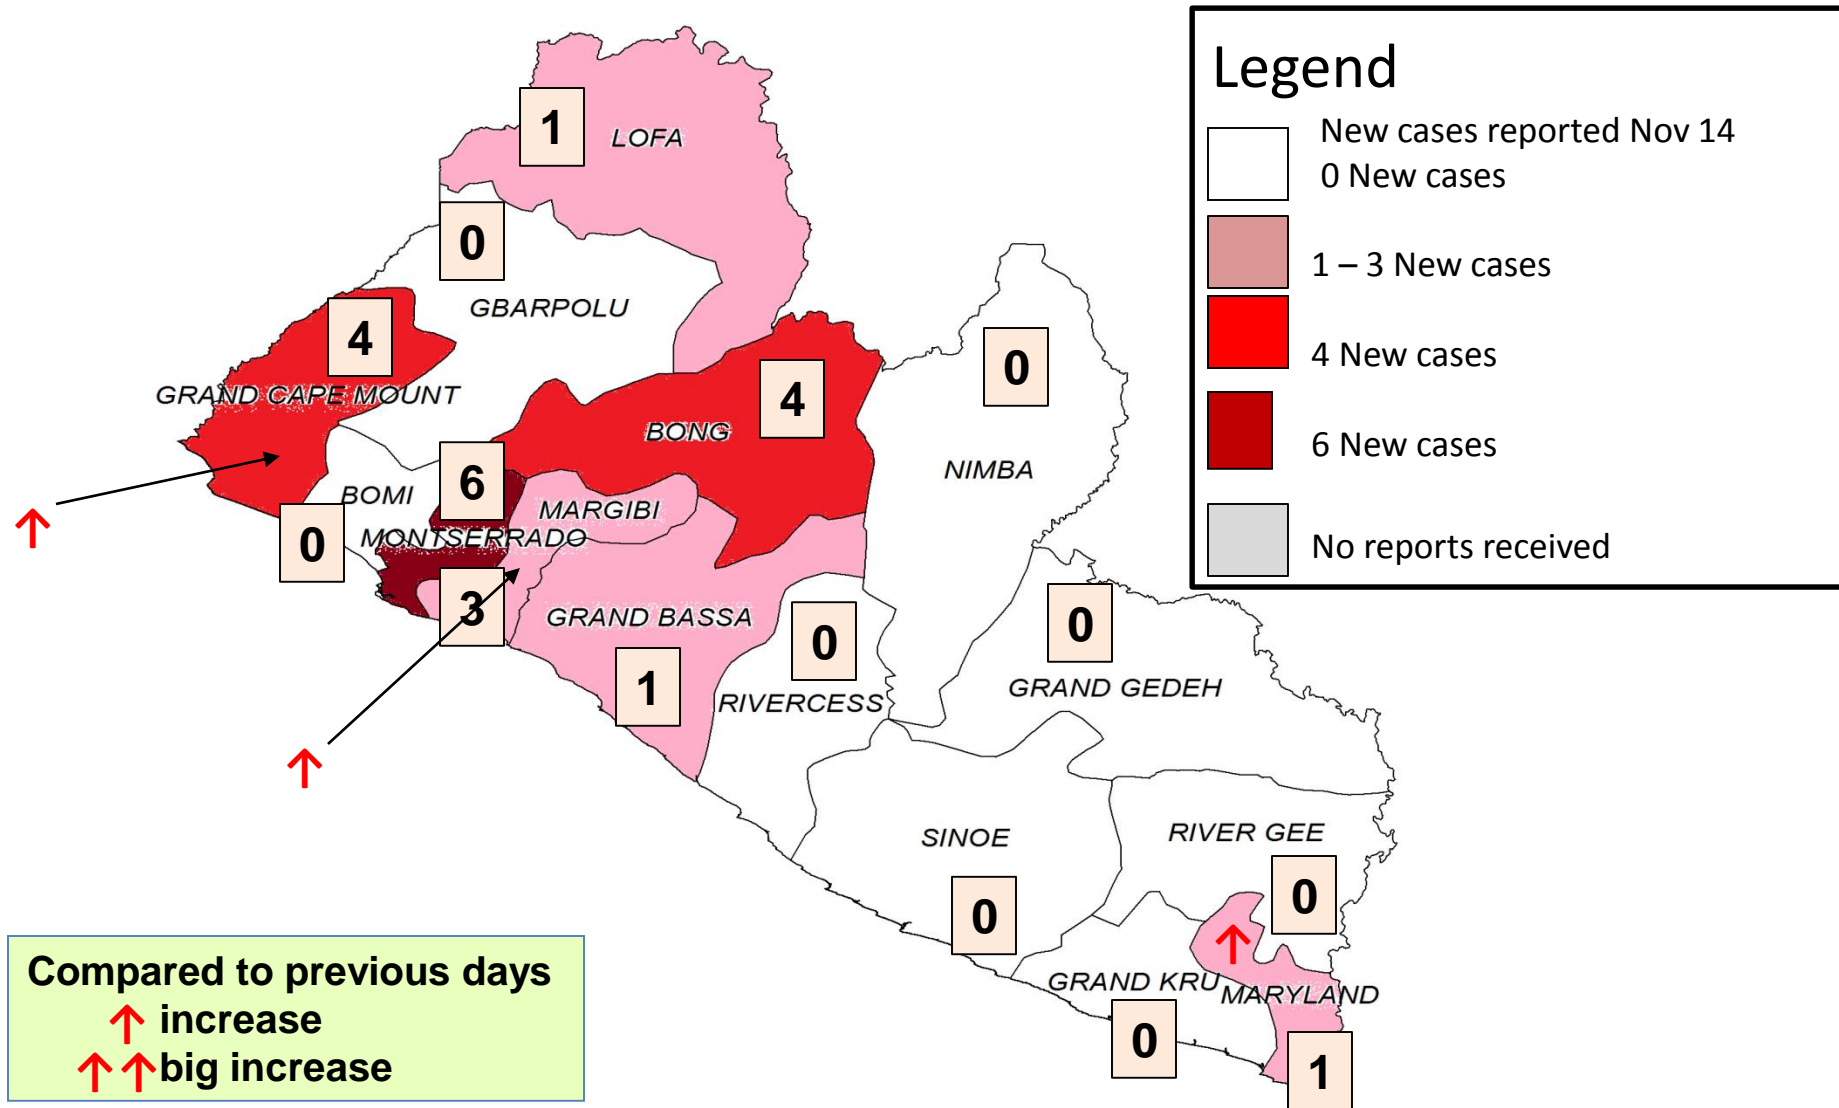 Legend
New cases reported Nov 14
0 New cases
1 – 3 New cases
4 New cases
6 New cases
No reports received
1
LOFA
0
GBARPOLU
4
GRAND CAPE MOUNT
4
BONG
0
NIMBA
6
BOMI
0
MARGIBI
MONTSERRADO
3
GRAND BASSA
1
0
RIVERCESS
0
GRAND GEDEH
SINOE
0
RIVER GEE
0
GRAND KRU
0
MARYLAND
1
↑
↑
↑
Compared to previous days
↑ increase
↑↑ big increase